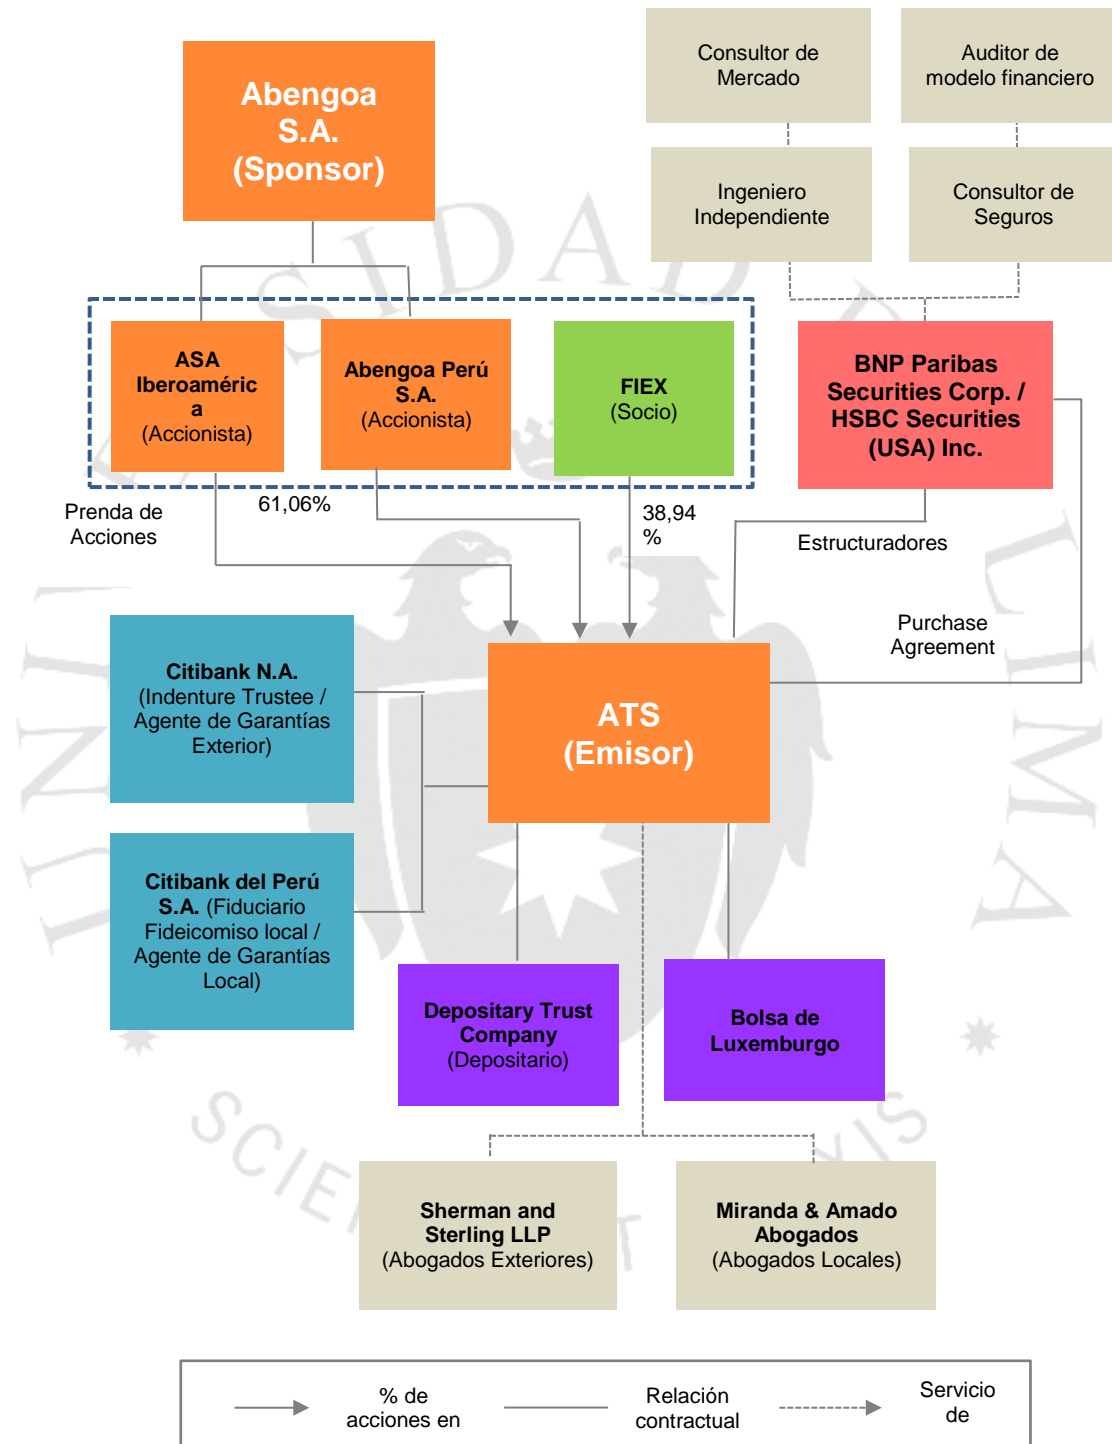 Abengoa
S.A.
(Sponsor)
Consultor de
Mercado
Auditor de
modelo financiero
Ingeniero
Independiente
Consultor de
Seguros
ASA
Iberoaméric
a
(Accionista)
Abengoa Perú
S.A.
(Accionista)
FIEX
(Socio)
BNP Paribas
Securities Corp. /
HSBC Securities
(USA) Inc.
Prenda de
Acciones
61,06%
38,94
%
Estructuradores
Purchase
Agreement
Citibank N.A.
(Indenture Trustee /
Agente de Garantías
Exterior)
ATS
(Emisor)
Citibank del Perú
S.A. (Fiduciario
Fideicomiso local /
Agente de Garantías
Local)
Depositary Trust
Company
(Depositario)
Bolsa de
Luxemburgo
Sherman and
Sterling LLP
(Abogados Exteriores)
Miranda & Amado
Abogados
(Abogados Locales)
% de
acciones en
Relación
contractual
Servicio
de